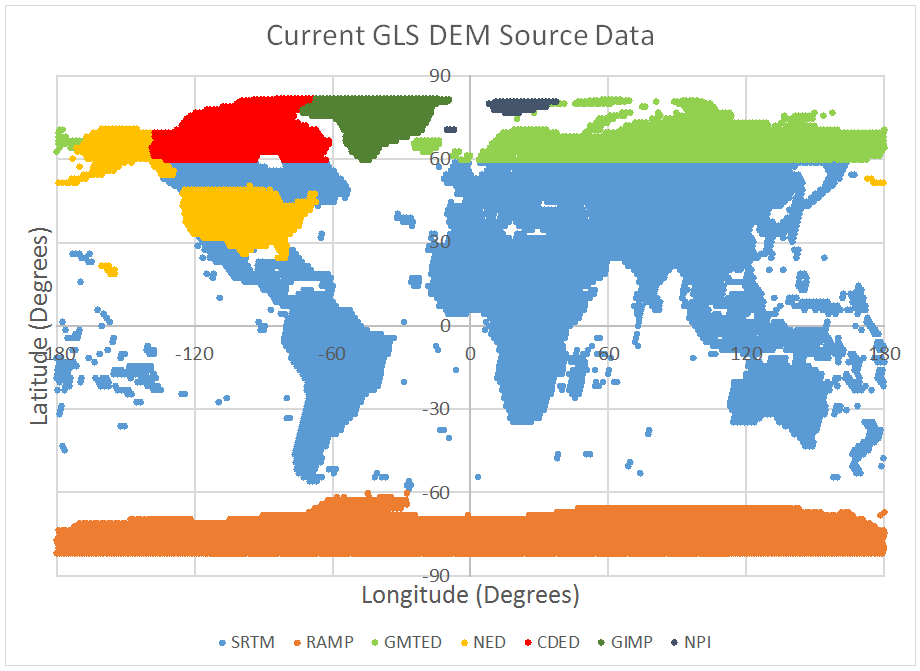 Current GLS DEM Source Data
90
60
30
0
-180 -120 -60 0 60 120 180
-30
-60
-90
Latitude (Degrees)
Longitude (Degrees)
SRTM RAMP GMTED NED CDED GIMP NPI